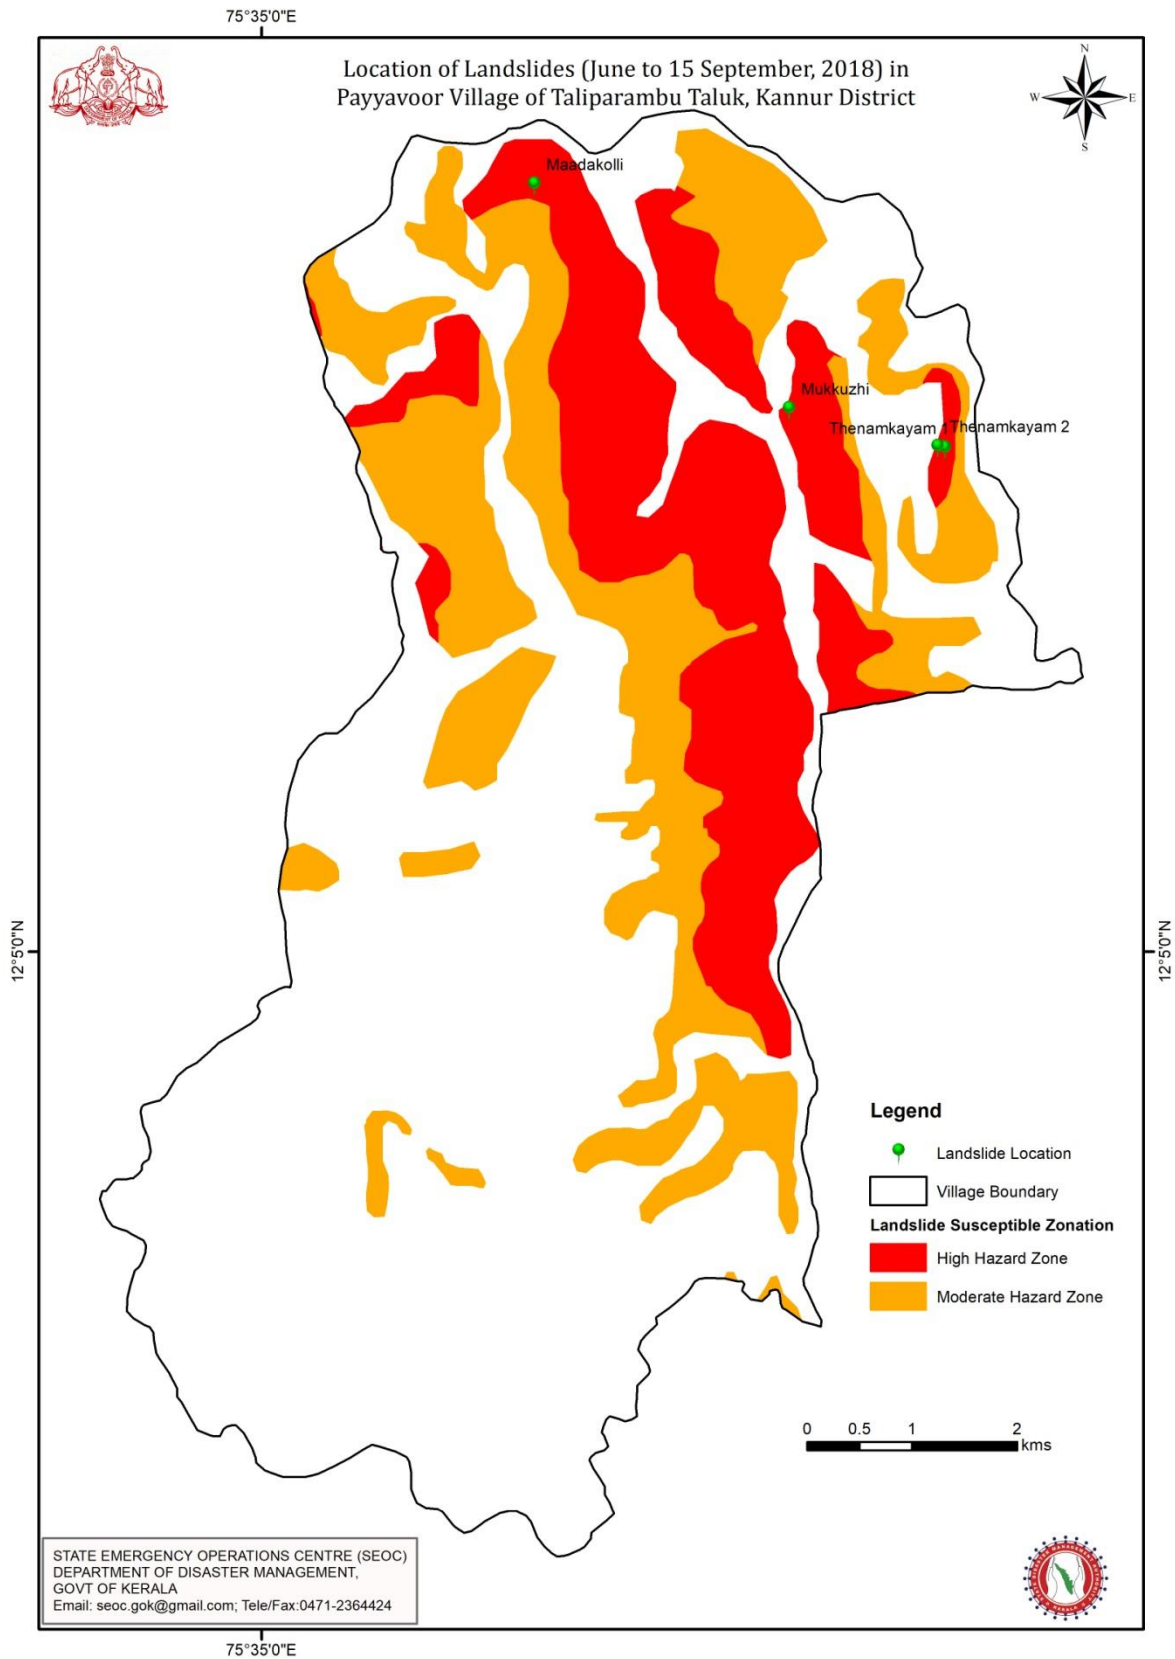 75°35'0"E
Location of Landslides (June to 15 September, 2018) in
Payyavoor Village of Taliparambu Taluk, Kannur District
N
W
E
S
Maadakolli
Mukkuzhi
Thenamkayam 1
Thenamkayam 2
12°5'0"N
12°5'0"N
Legend
Landslide Location
Village Boundary
Landslide Susceptible Zonation
High Hazard Zone
Moderate Hazard Zone
0 0.5 1 2
kms
STATE EMERGENCY OPERATIONS CENTRE (SEOC)
DEPARTMENT OF DISASTER MANAGEMENT,
GOVT OF KERALA
Email: seoc.gok@gmail.com; Tele/Fax:0471-2364424
75°35'0"E